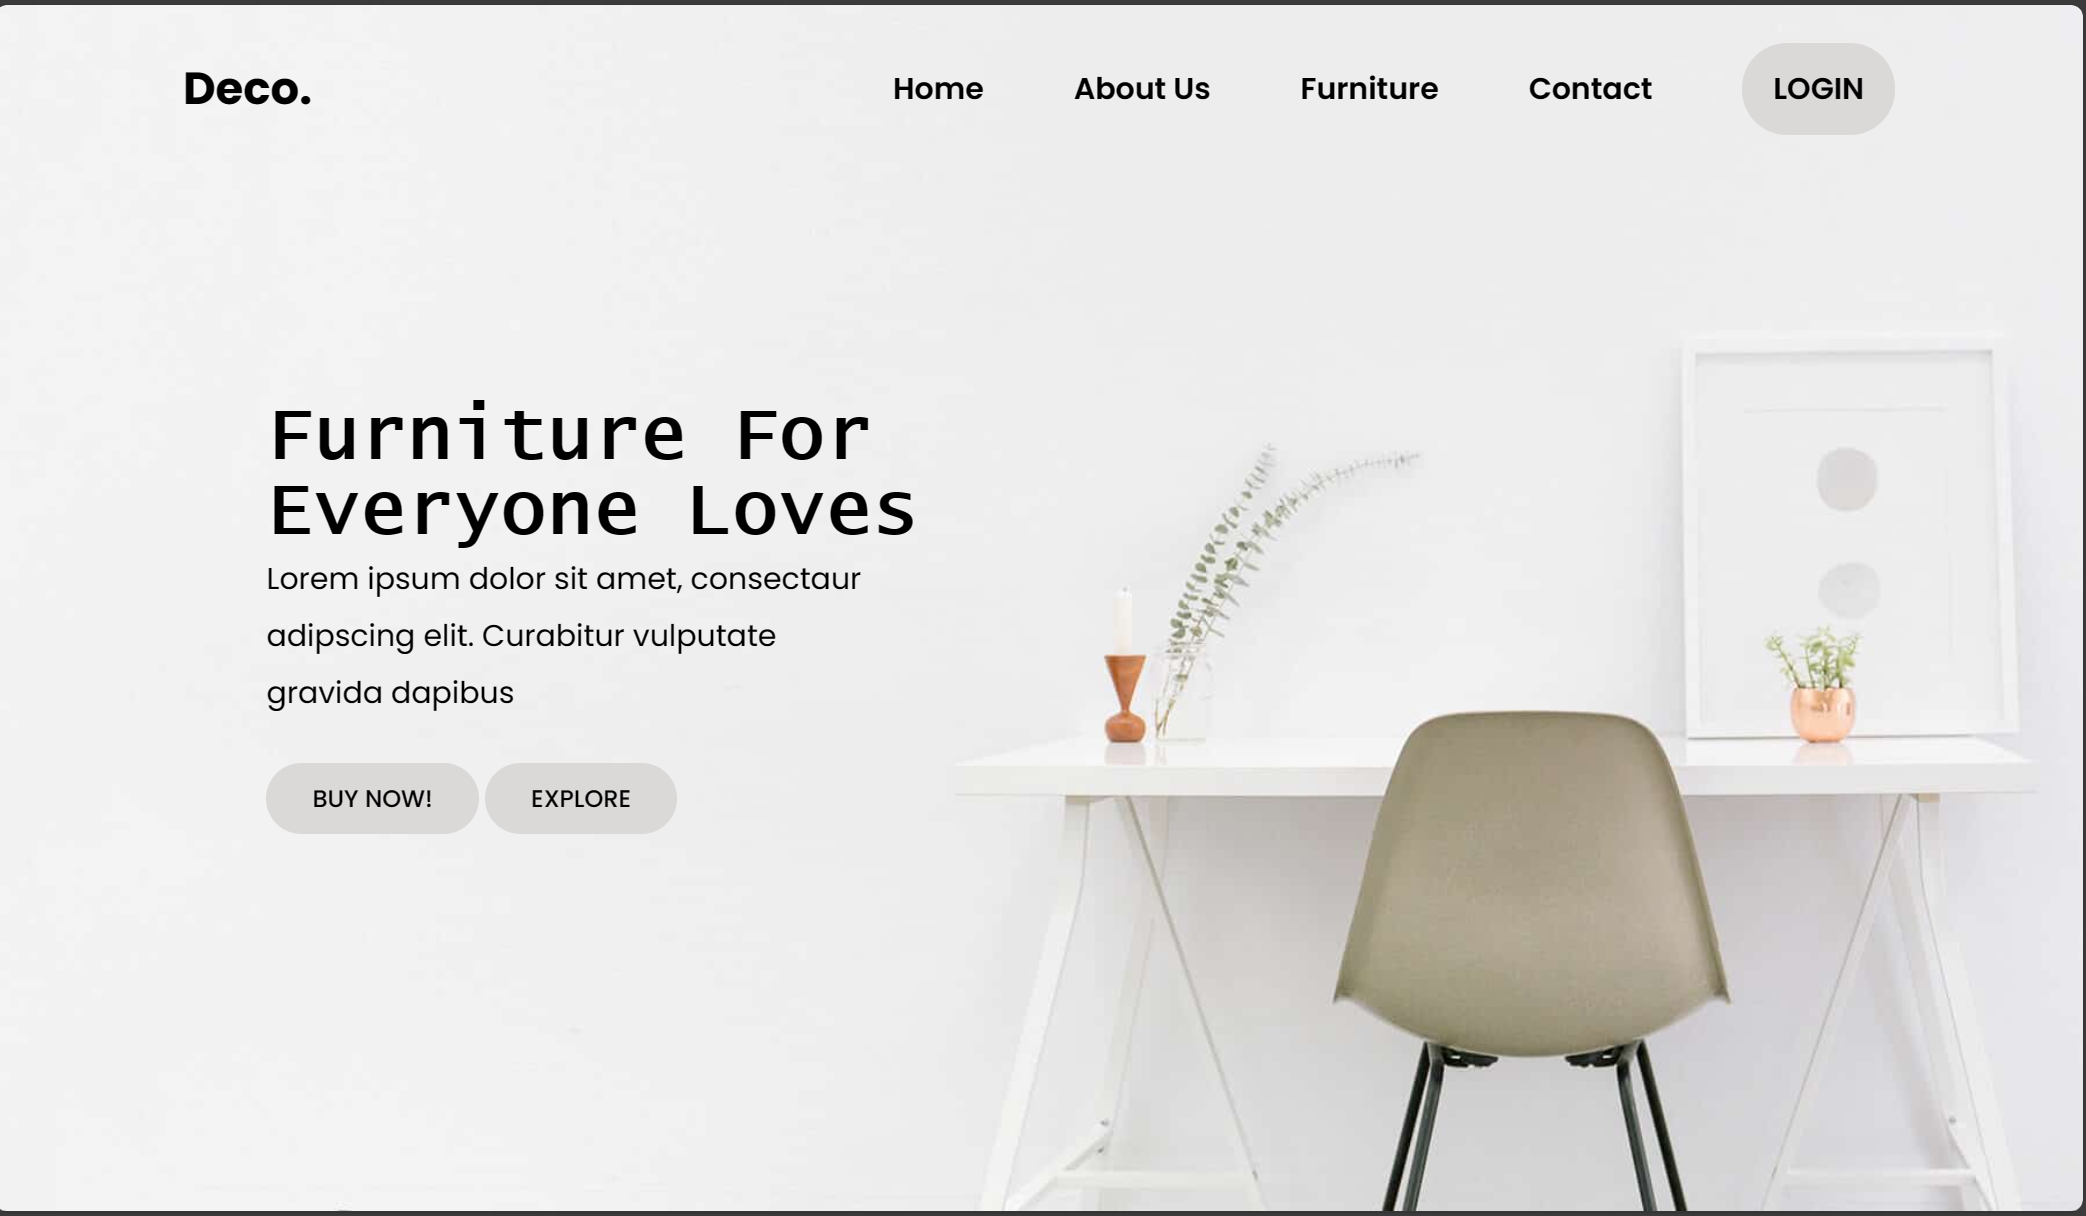 Deco.
Home About Us Furniture Contact LOGIN
Furniture For
Everyone Loves
Lorem ipsum dolor sit amet, consectaur
adipscing elit. Curabitur vulputate
gravida dapibus
BUY NOW! EXPLORE